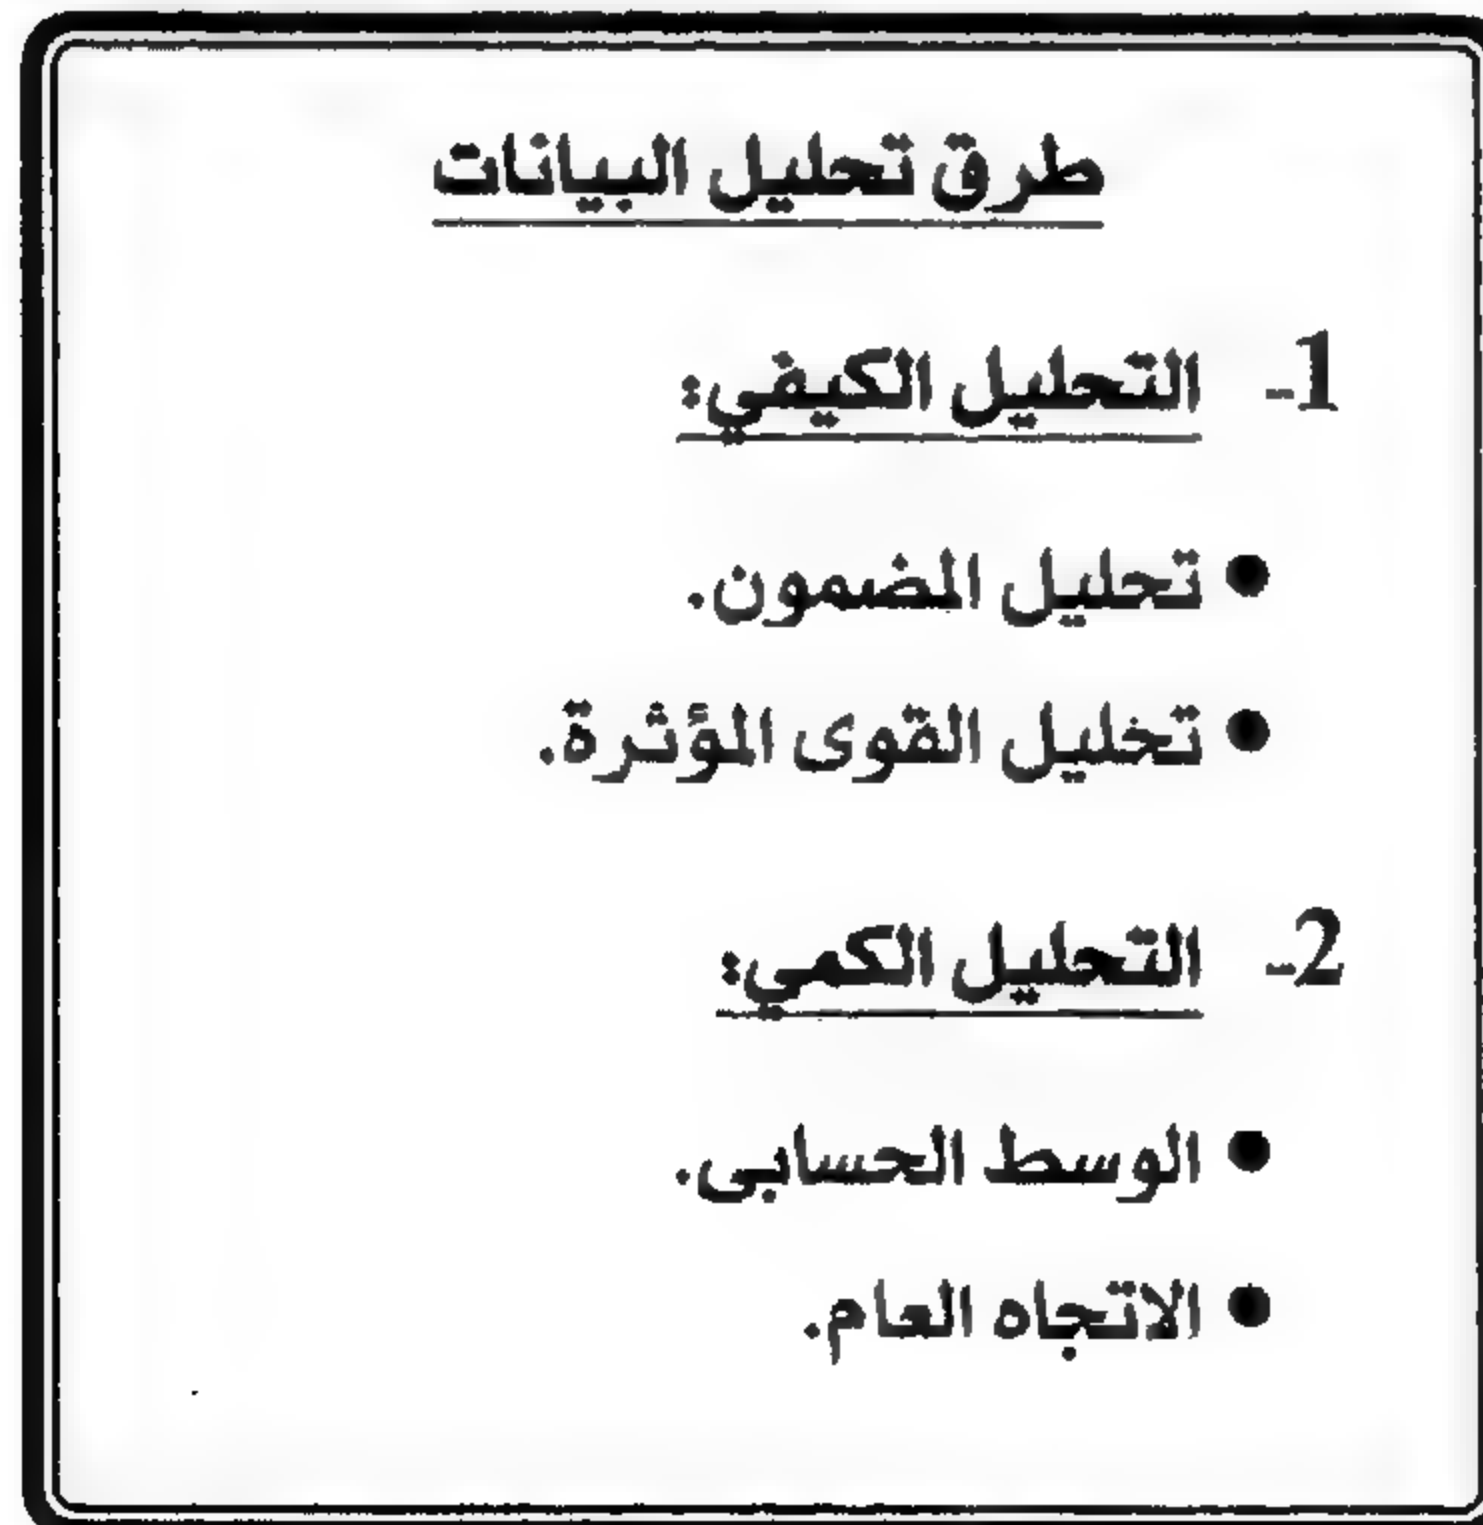 طرق تحليل البيانات
1- التحليل الكيفي:
• تحليل المضمون.
• تخليل القوى المؤثرة.
2- التحليل الكمي:
• الوسط الحسابى.
• الاتجاه العام.